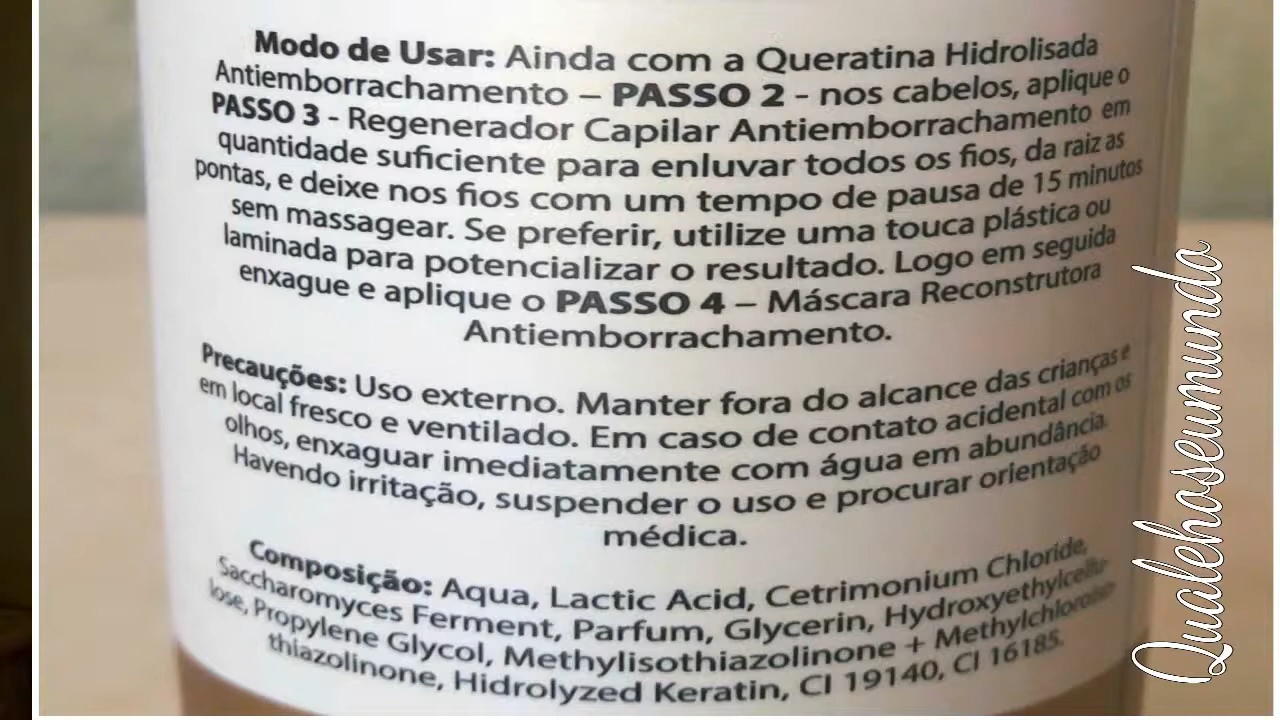 Modo de Usar: Ainda com a Queratina Hidrolisada
Antiemborrachamento – PASSO 2 - nos cabelos, aplique o
PASSO 3 - Regenerador Capilar Antiemborrachamento em
quantidade suficiente para enluvar todos os fios, da raiz as
pontas, e deixe nos fios com um tempo de pausa de 15 minutos
sem massagear. Se preferir, utilize uma touca plástica ou
laminada para potencializar o resultado. Logo em seguida
enxague e aplique o PASSO 4 – Máscara Reconstrutora
Antiemborrachamento.
Precauções: Uso externo. Manter fora do alcance das crianças e
em local fresco e ventilado. Em caso de contato acidental com os
olhos, enxaguar imediatamente com água em abundância.
Havendo irritação, suspender o uso e procurar orientação
médica.
Composição: Aqua, Lactic Acid, Cetrimonium Chloride,
Saccharomyces Ferment, Parfum, Glycerin, Hydroxyethylcellu-
lose, Propylene Glycol, Methylisothiazolinone + Methylchloroiso-
thiazolinone, Hidrolyzed Keratin, CI 19140, CI 16185.
Qualehoseumundo